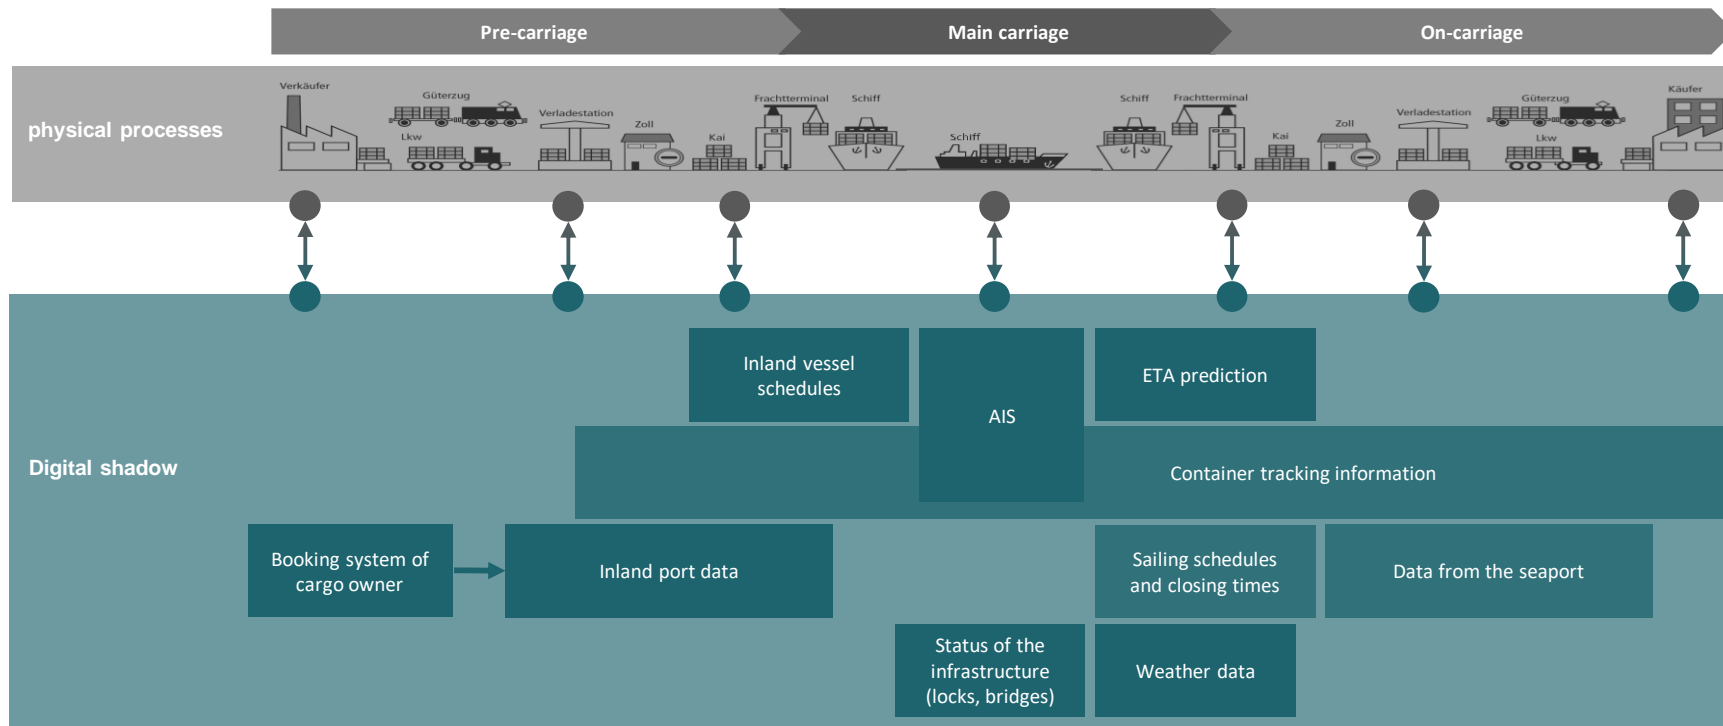 Pre-carriage
Main carriage
On-carriage
physical processes
Verkäufer
Güterzug
Lkw
Verladestation
Zoll
Kai
Frachtterminal
Schiff
Schiff
Schiff
Frachtterminal
Kai
Zoll
Verladestation
Güterzug
Lkw
Käufer
Digital shadow
Inland vessel
schedules
AIS
ETA prediction
Container tracking information
Booking system of
cargo owner
Inland port data
Sailing schedules
and closing times
Data from the seaport
Status of the
infrastructure
(locks, bridges)
Weather data